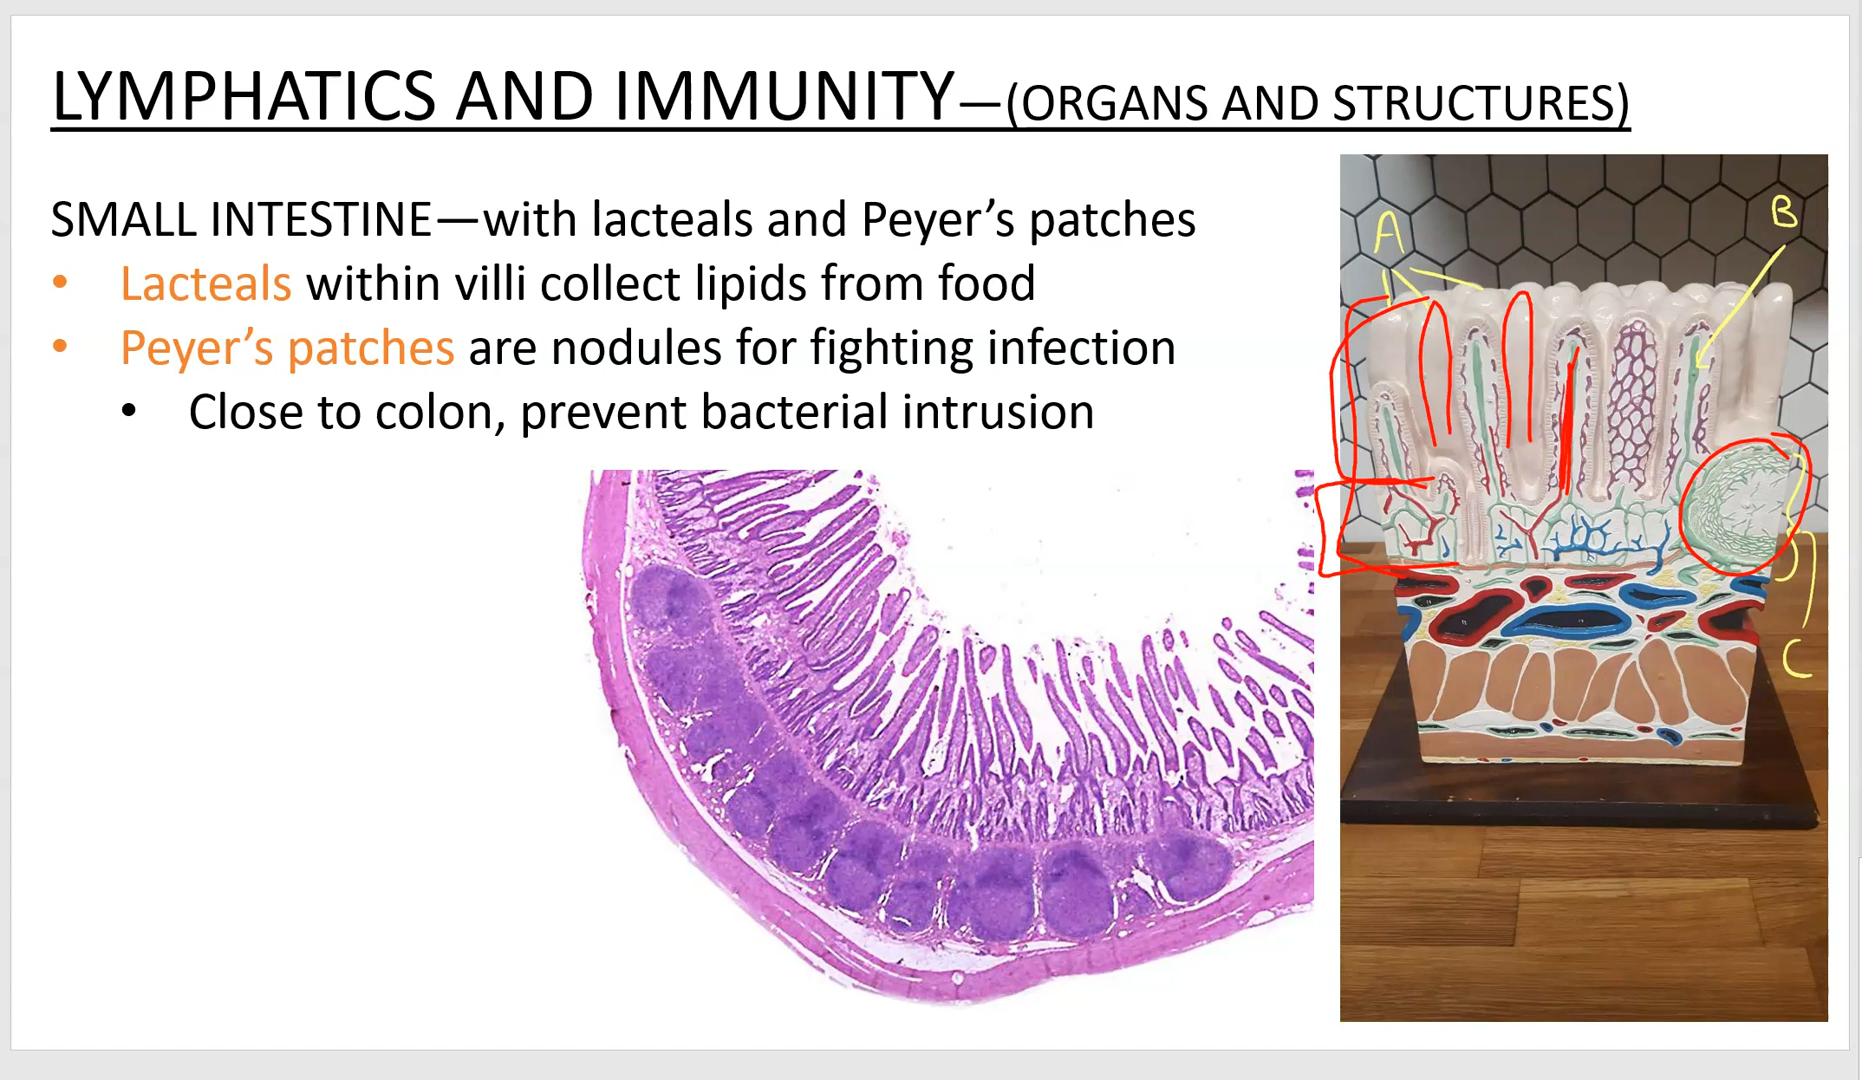 LYMPHATICS AND IMMUNITY—(ORGANS AND STRUCTURES)
SMALL INTESTINE—with lacteals and Peyer’s patches
• Lacteals within villi collect lipids from food
• Peyer’s patches are nodules for fighting infection
• Close to colon, prevent bacterial intrusion
A
B
C